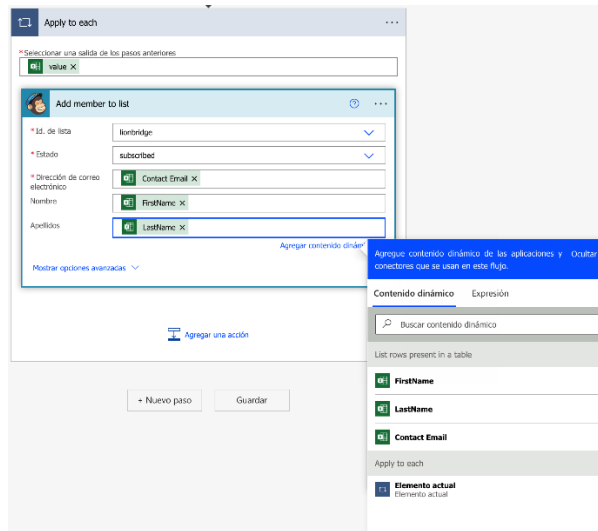 Apply to each
*Seleccionar una salida de los pasos anteriores
value
Add member to list
* Id. de lista
lionbridge
* Estado
subscribed
* Dirección de correo
electrónico
Contact Email
Nombre
FirstName
Apellidos
LastName
Agregar contenido dinám
Mostrar opciones avanzadas
Agregar una acción
+ Nuevo paso
Guardar
Agregue contenido dinámico de las aplicaciones y Ocultar
conectores que se usan en este flujo.
Contenido dinámico
Expresión
Buscar contenido dinámico
List rows present in a table
FirstName
LastName
Contact Email
Apply to each
Elemento actual
Elemento actual